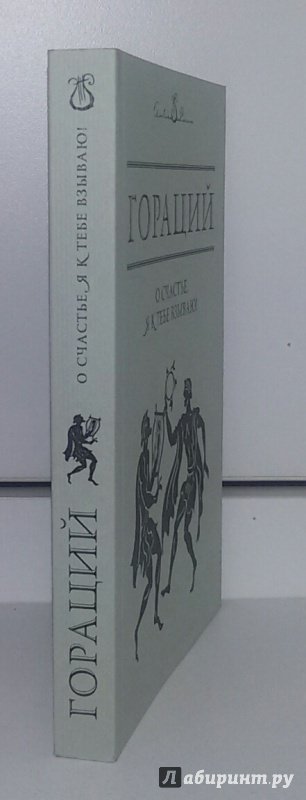 ГОРАЦИЙ
О СЧАСТЬЕ, Я К ТЕБЕ ВЗЫВАЮ!
ГОРАЦИЙ
О СЧАСТЬЕ,
Я К ТЕБЕ ВЗЫВАЮ!
Лабиринт.ру